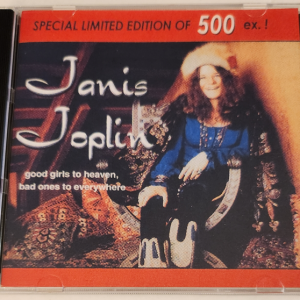 SPECIAL LIMITED EDITION OF 500 ex. !
Janis
Joplin
good girls to heaven,
bad ones to everywhere